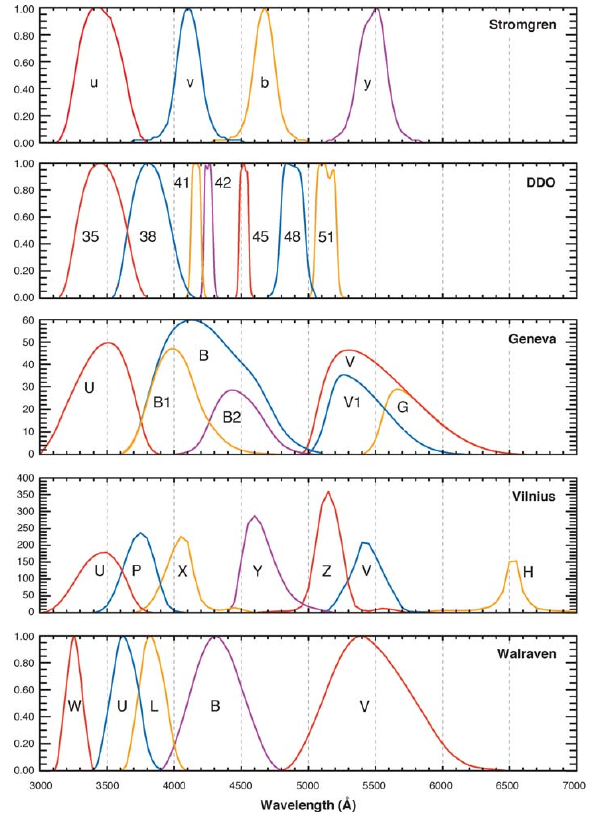 Stromgren
1.00
0.80
0.60
0.40
0.20
0.00
u
v
b
y
DDO
1.00
0.80
0.60
0.40
0.20
0.00
41
42
35
38
45
48
51
Geneva
60
50
40
30
20
10
0
U
B
B1
B2
V
V1
G
Vilnius
400
350
300
250
200
150
100
50
0
U
P
X
Y
Z
V
H
Walraven
1.00
0.80
0.60
0.40
0.20
0.00
W
U
L
B
V
3000 3500 4000 4500 5000 5500 6000 6500 7000
Wavelength (Å)